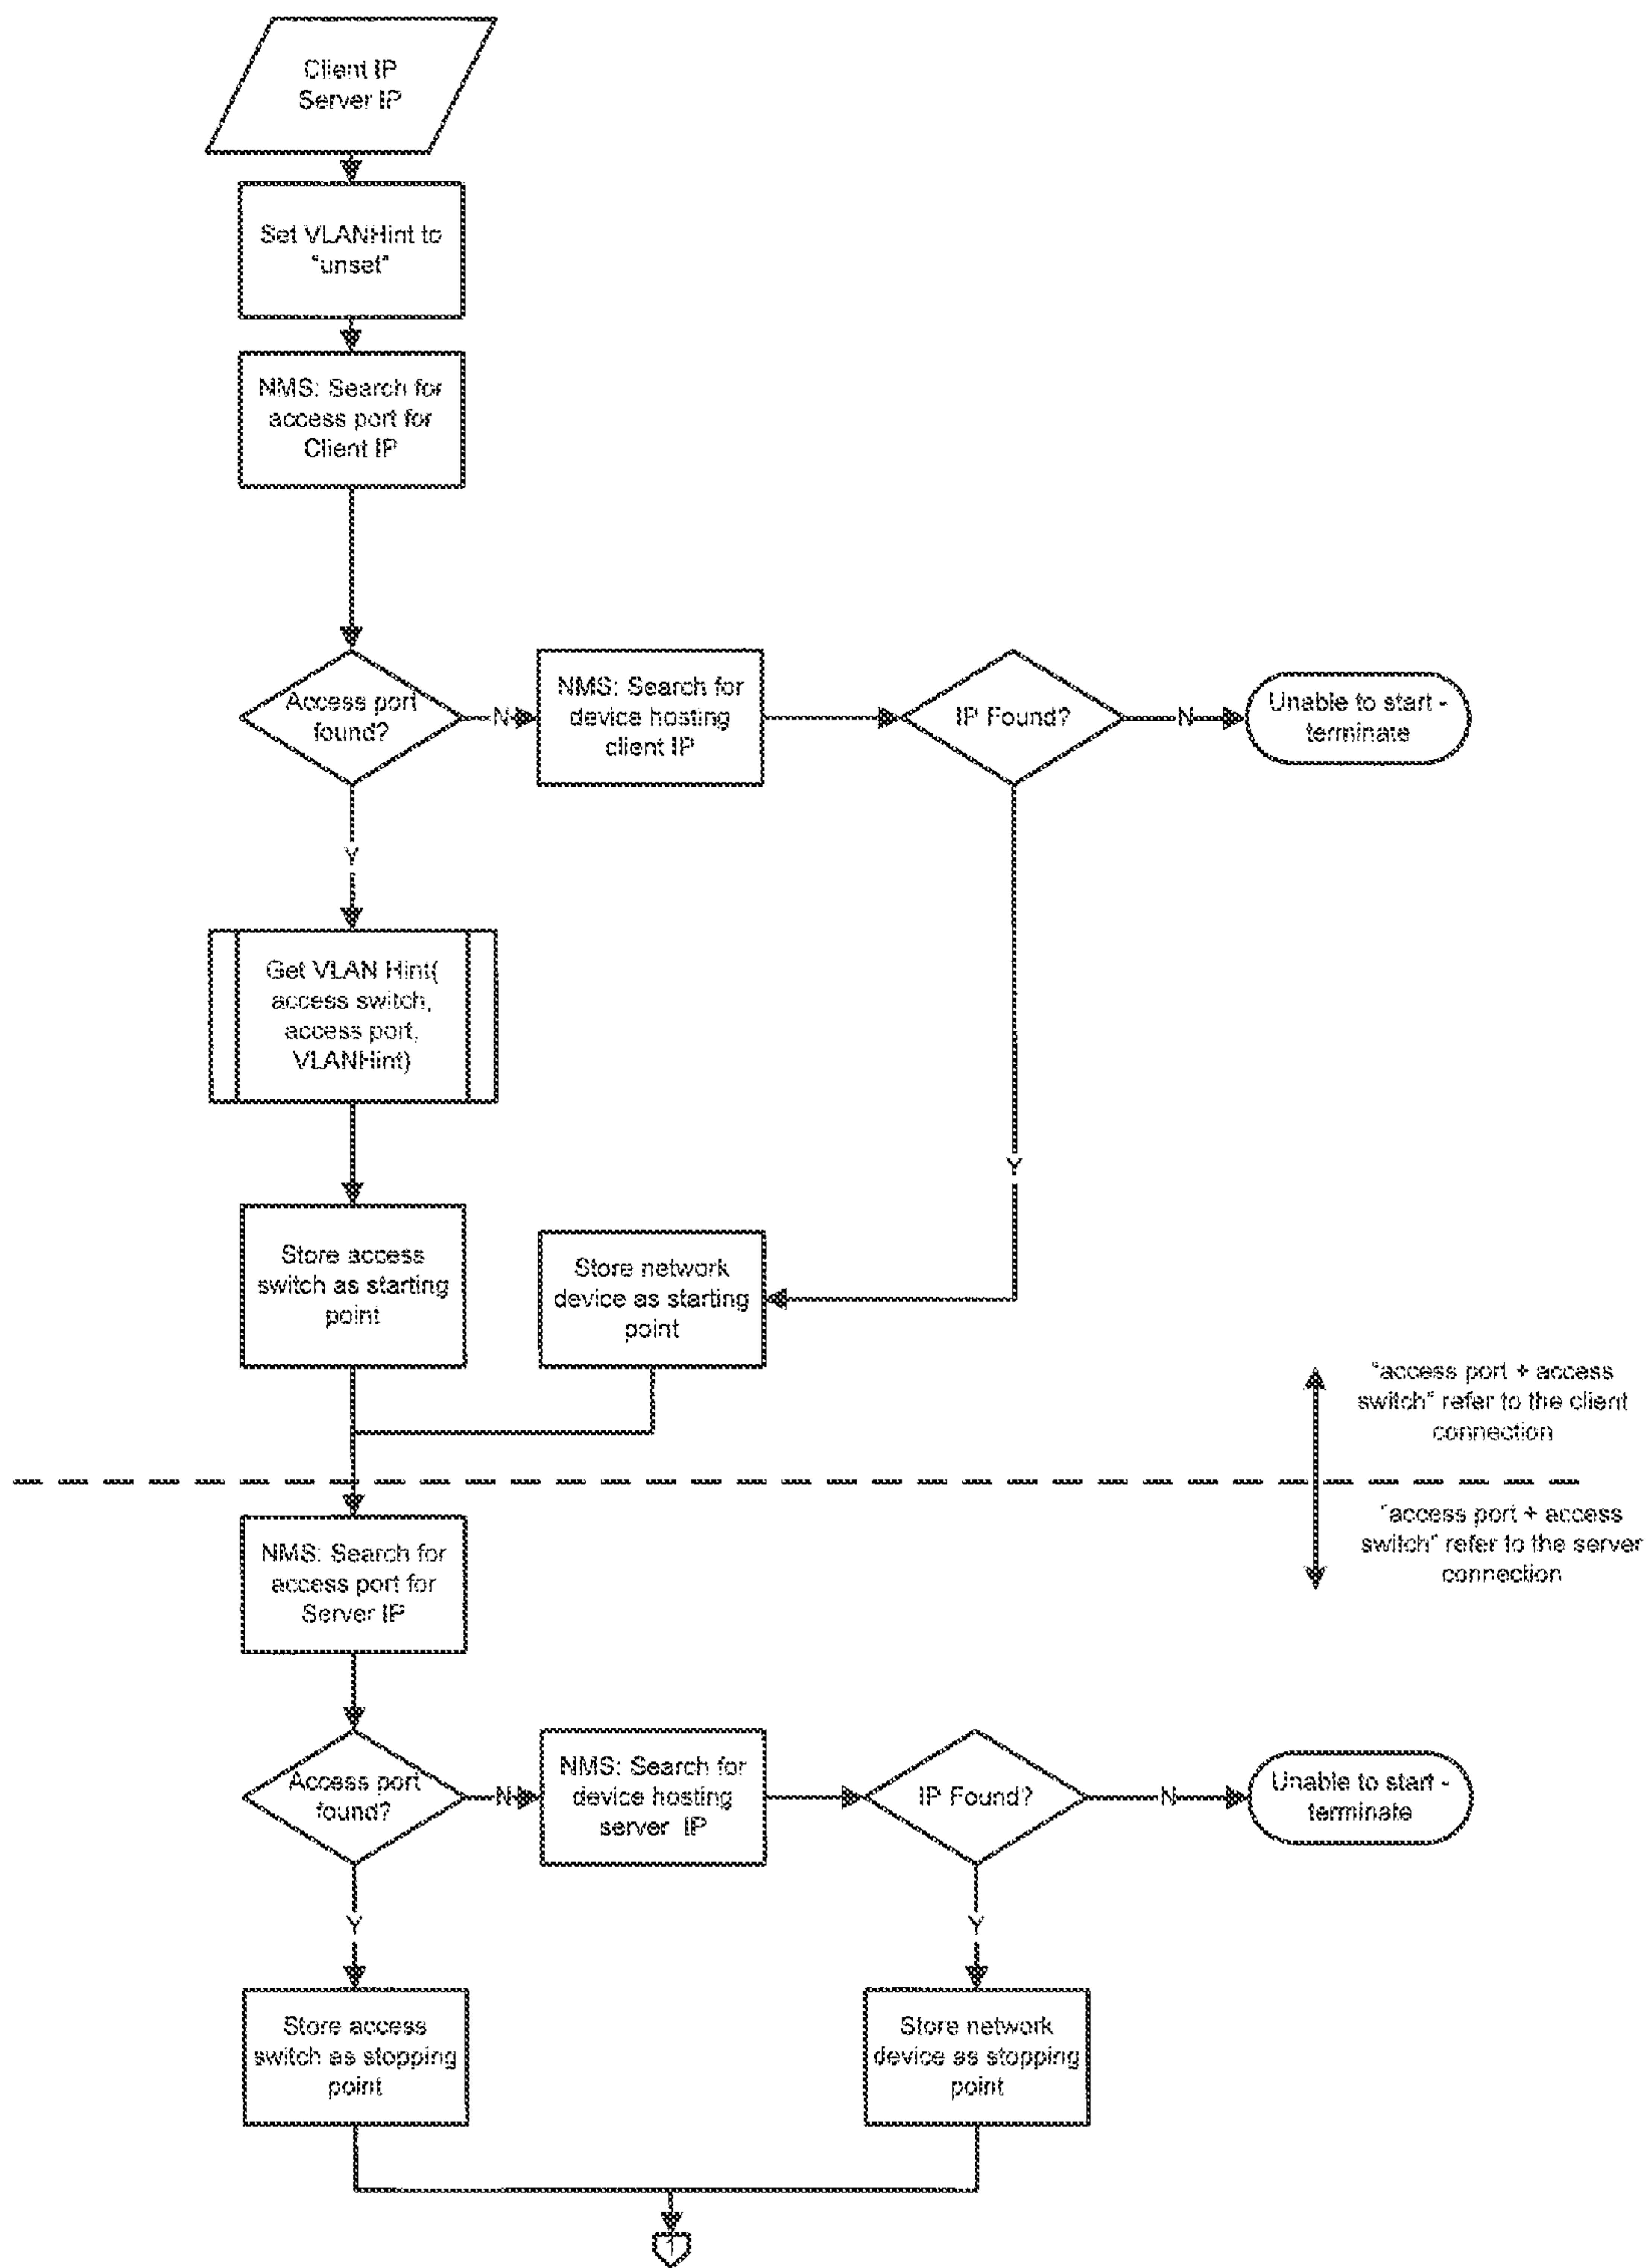 Client IP
Server IP
Set VLANHint to
"unset"
NMS: Search for
access port for
Client IP
Access port
found?
N
NMS: Search for
device hosting
client IP
IP Found?
N
Unable to start -
terminate
Y
Get VLAN Hint(
access switch,
access port,
VLANHint)
Y
Store access
switch as starting
point
Store network
device as starting
point
"access port + access
switch" refer to the client
connection
"access port + access
switch" refer to the server
connection
NMS: Search for
access port for
Server IP
Access port
found?
N
NMS: Search for
device hosting
server IP
IP Found?
N
Unable to start -
terminate
Y
Y
Store access
switch as stopping
point
Store network
device as stopping
point
1